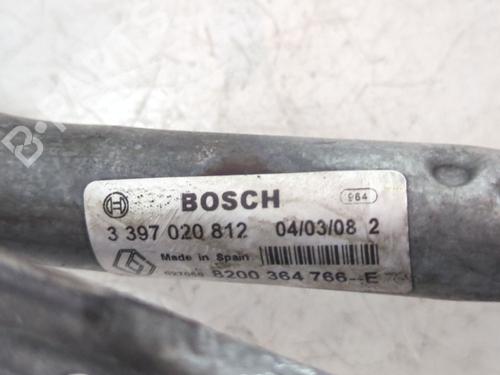 BOSCH
964
3 397 020 812 04/03/08 2
Made in Spain
8200 364 766--E